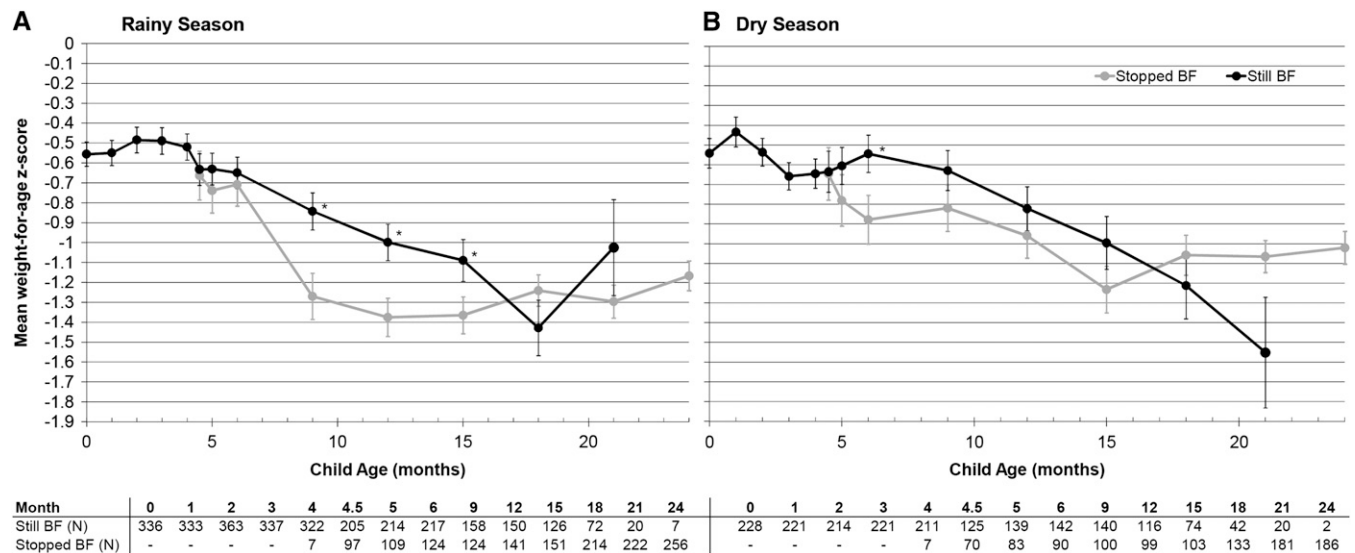 A Rainy Season
B Dry Season
Stopped BF Still BF
Mean weight-for-age z-score
0
-0.1
-0.2
-0.3
-0.4
-0.5
-0.6
-0.7
-0.8
-0.9
-1
-1.1
-1.2
-1.3
-1.4
-1.5
-1.6
-1.7
-1.8
-1.9
* * * *
0 5 10 15 20
0 5 10 15 20
Child Age (months)
Child Age (months)
Month 0 1 2 3 4 4.5 5 6 9 12 15 18 21 24 0 1 2 3 4 4.5 5 6 9 12 15 18 21 24
Still BF (N) 336 333 363 337 322 205 214 217 158 150 126 72 20 7 228 221 214 221 211 125 139 142 140 116 74 42 20 2
Stopped BF (N) - - - - 7 97 109 124 124 141 151 214 222 256 - - - - 7 70 83 90 100 99 103 133 181 186